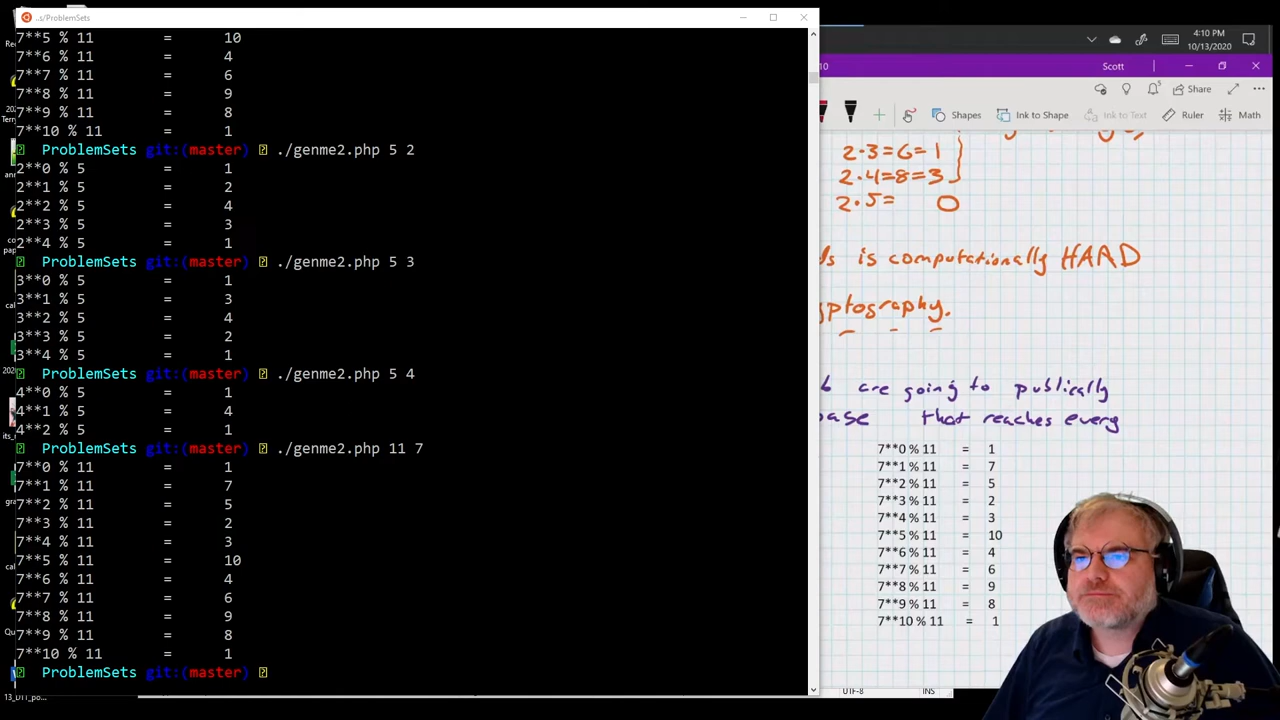 ..s/ProblemSets
7**5 % 11 = 10
7**6 % 11 = 4
7**7 % 11 = 6
7**8 % 11 = 9
7**9 % 11 = 8
7**10 % 11 = 1
ProblemSets git:(master) ./genme2.php 5 2
2**0 % 5 = 1
2**1 % 5 = 2
2**2 % 5 = 4
2**3 % 5 = 3
2**4 % 5 = 1
ProblemSets git:(master) ./genme2.php 5 3
3**0 % 5 = 1
3**1 % 5 = 3
3**2 % 5 = 4
3**3 % 5 = 2
3**4 % 5 = 1
ProblemSets git:(master) ./genme2.php 5 4
4**0 % 5 = 1
4**1 % 5 = 4
4**2 % 5 = 1
ProblemSets git:(master) ./genme2.php 11 7
7**0 % 11 = 1
7**1 % 11 = 7
7**2 % 11 = 5
7**3 % 11 = 2
7**4 % 11 = 3
7**5 % 11 = 10
7**6 % 11 = 4
7**7 % 11 = 6
7**8 % 11 = 9
7**9 % 11 = 8
7**10 % 11 = 1
ProblemSets git:(master)
4:10 PM
10/13/2020
10 Scott
Share
Shapes Ink to Shape Ink to Text Ruler Math
2·3=6=1
2·4=8=3
2·5= 0
is computationally HARD
yptography.
are going to publically
base that reaches every
7**0 % 11 = 1
7**1 % 11 = 7
7**2 % 11 = 5
7**3 % 11 = 2
7**4 % 11 = 3
7**5 % 11 = 10
7**6 % 11 = 4
7**7 % 11 = 6
7**8 % 11 = 9
7**9 % 11 = 8
7**10 % 11 = 1
UTF-8 INS